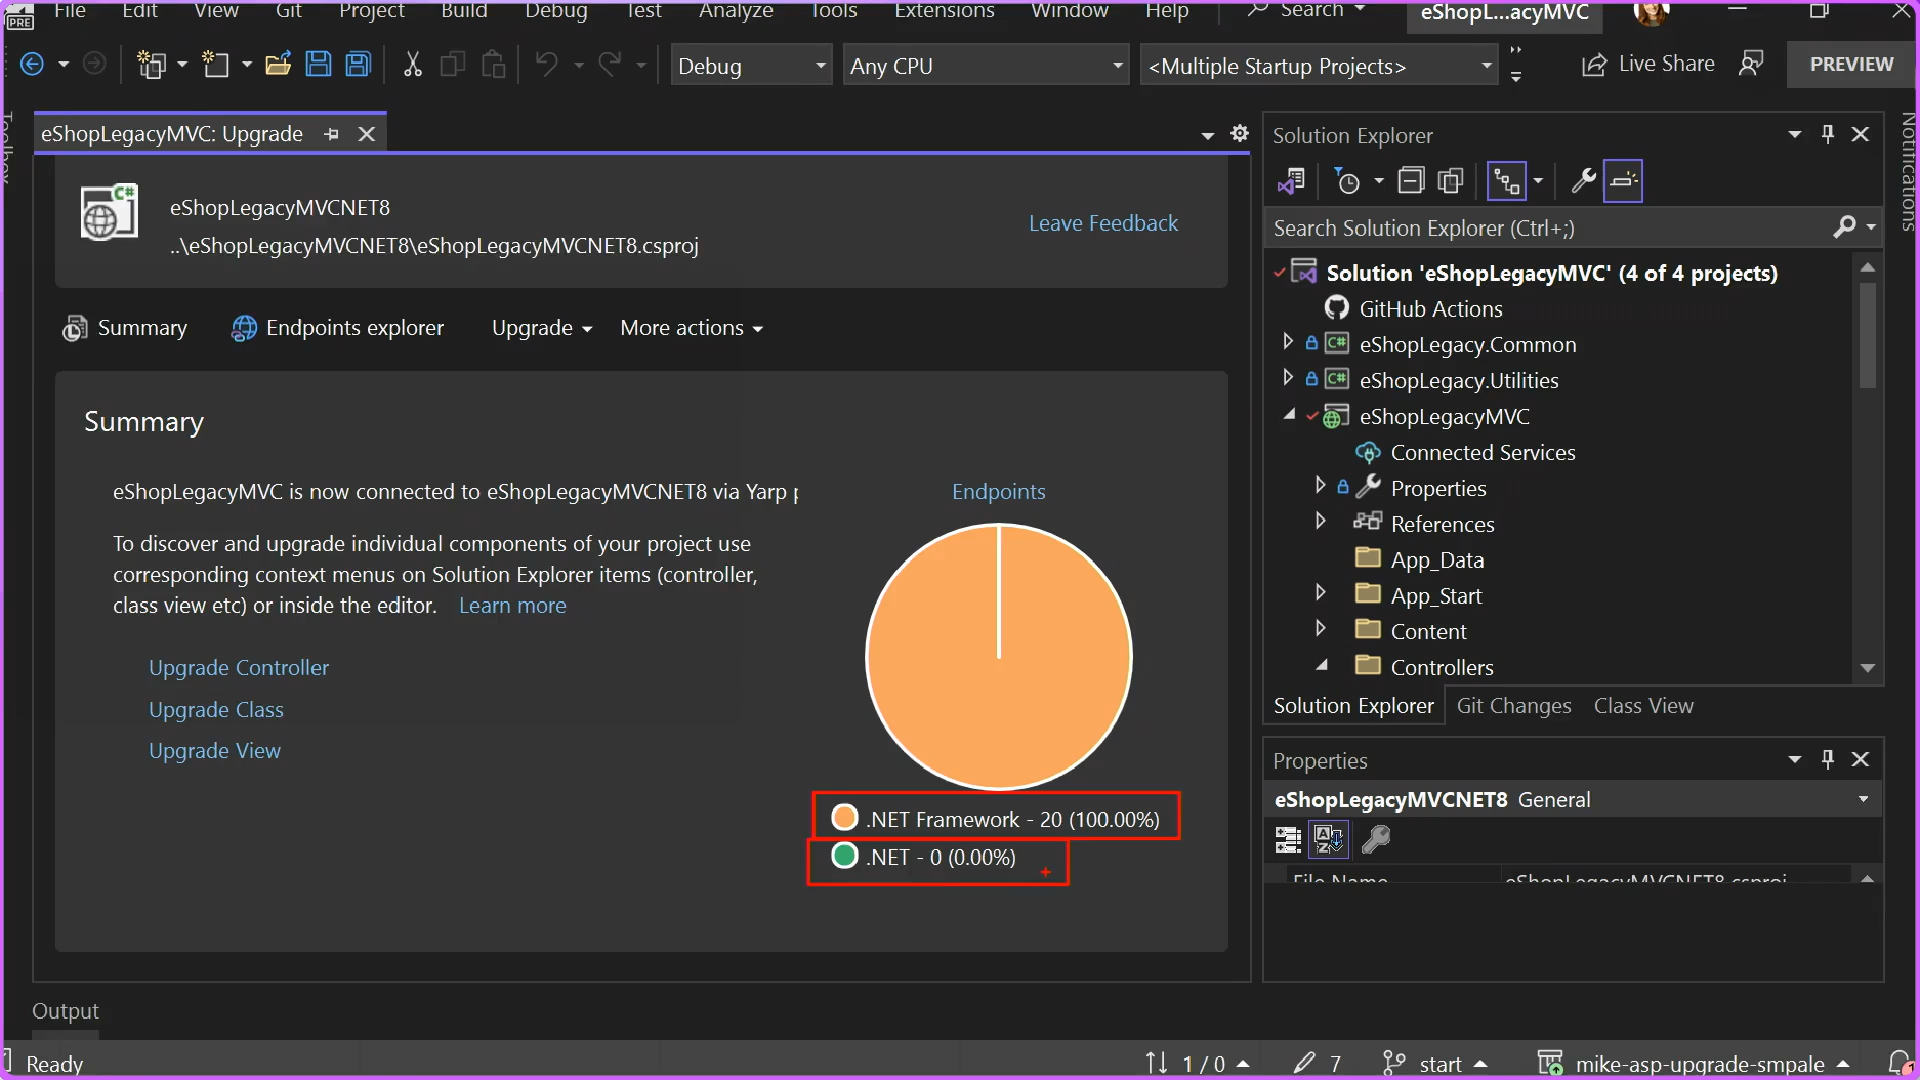 PRE
File Edit View Git Project Build Debug Test Analyze Tools Extensions Window Help Search eShopL...acyMVC
Debug Any CPU <Multiple Startup Projects> Live Share PREVIEW
Toolbox
eShopLegacyMVC: Upgrade
C#
eShopLegacyMVCNET8
..\eShopLegacyMVCNET8\eShopLegacyMVCNET8.csproj
Leave Feedback
Summary Endpoints explorer Upgrade More actions
Summary
eShopLegacyMVC is now connected to eShopLegacyMVCNET8 via Yarp p
To discover and upgrade individual components of your project use
corresponding context menus on Solution Explorer items (controller,
class view etc) or inside the editor. Learn more
Upgrade Controller
Upgrade Class
Upgrade View
Endpoints
.NET Framework - 20 (100.00%)
.NET - 0 (0.00%)
Solution Explorer
Search Solution Explorer (Ctrl+;)
Solution 'eShopLegacyMVC' (4 of 4 projects)
GitHub Actions
C# eShopLegacy.Common
C# eShopLegacy.Utilities
eShopLegacyMVC
Connected Services
Properties
References
App_Data
App_Start
Content
Controllers
Solution Explorer Git Changes Class View
Properties
eShopLegacyMVCNET8 General
File Name eShopLegacyMVCNET8.csproj
Notifications
Output
Ready 1 / 0 7 start mike-asp-upgrade-smpale